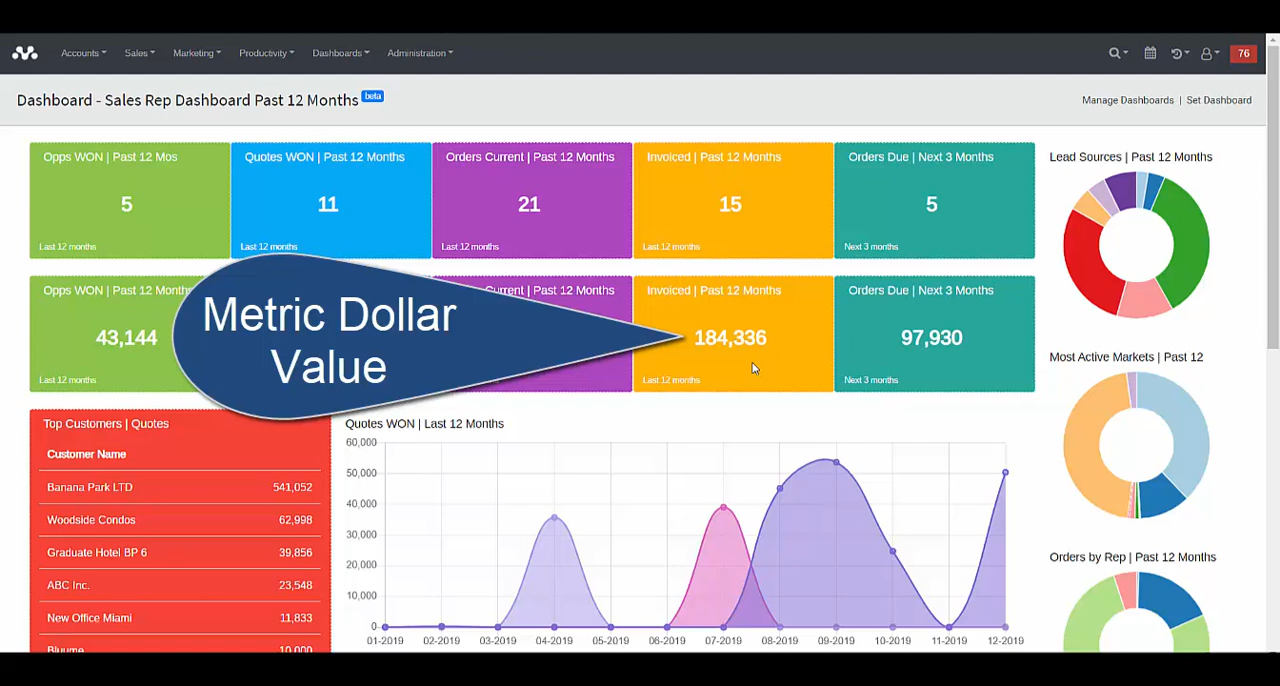 Accounts Sales Marketing Productivity Dashboards Administration 76
Dashboard - Sales Rep Dashboard Past 12 Months beta
Manage Dashboards | Set Dashboard
Opps WON | Past 12 Mos
5
Last 12 months
Quotes WON | Past 12 Months
11
Last 12 months
Orders Current | Past 12 Months
21
Last 12 months
Invoiced | Past 12 Months
15
Last 12 months
Orders Due | Next 3 Months
5
Next 3 months
Lead Sources | Past 12 Months
Opps WON | Past 12 Months
43,144
Last 12 months
Metric Dollar
Value
Current | Past 12 Months
Invoiced | Past 12 Months
184,336
Last 12 months
Orders Due | Next 3 Months
97,930
Next 3 months
Most Active Markets | Past 12
Top Customers | Quotes
Customer Name
Banana Park LTD 541,052
Woodside Condos 62,998
Graduate Hotel BP 6 39,856
ABC Inc. 23,548
New Office Miami 11,833
Quotes WON | Last 12 Months
60,000
50,000
40,000
30,000
20,000
10,000
0
01-2019 02-2019 03-2019 04-2019 05-2019 06-2019 07-2019 08-2019 09-2019 10-2019 11-2019 12-2019
Orders by Rep | Past 12 Months